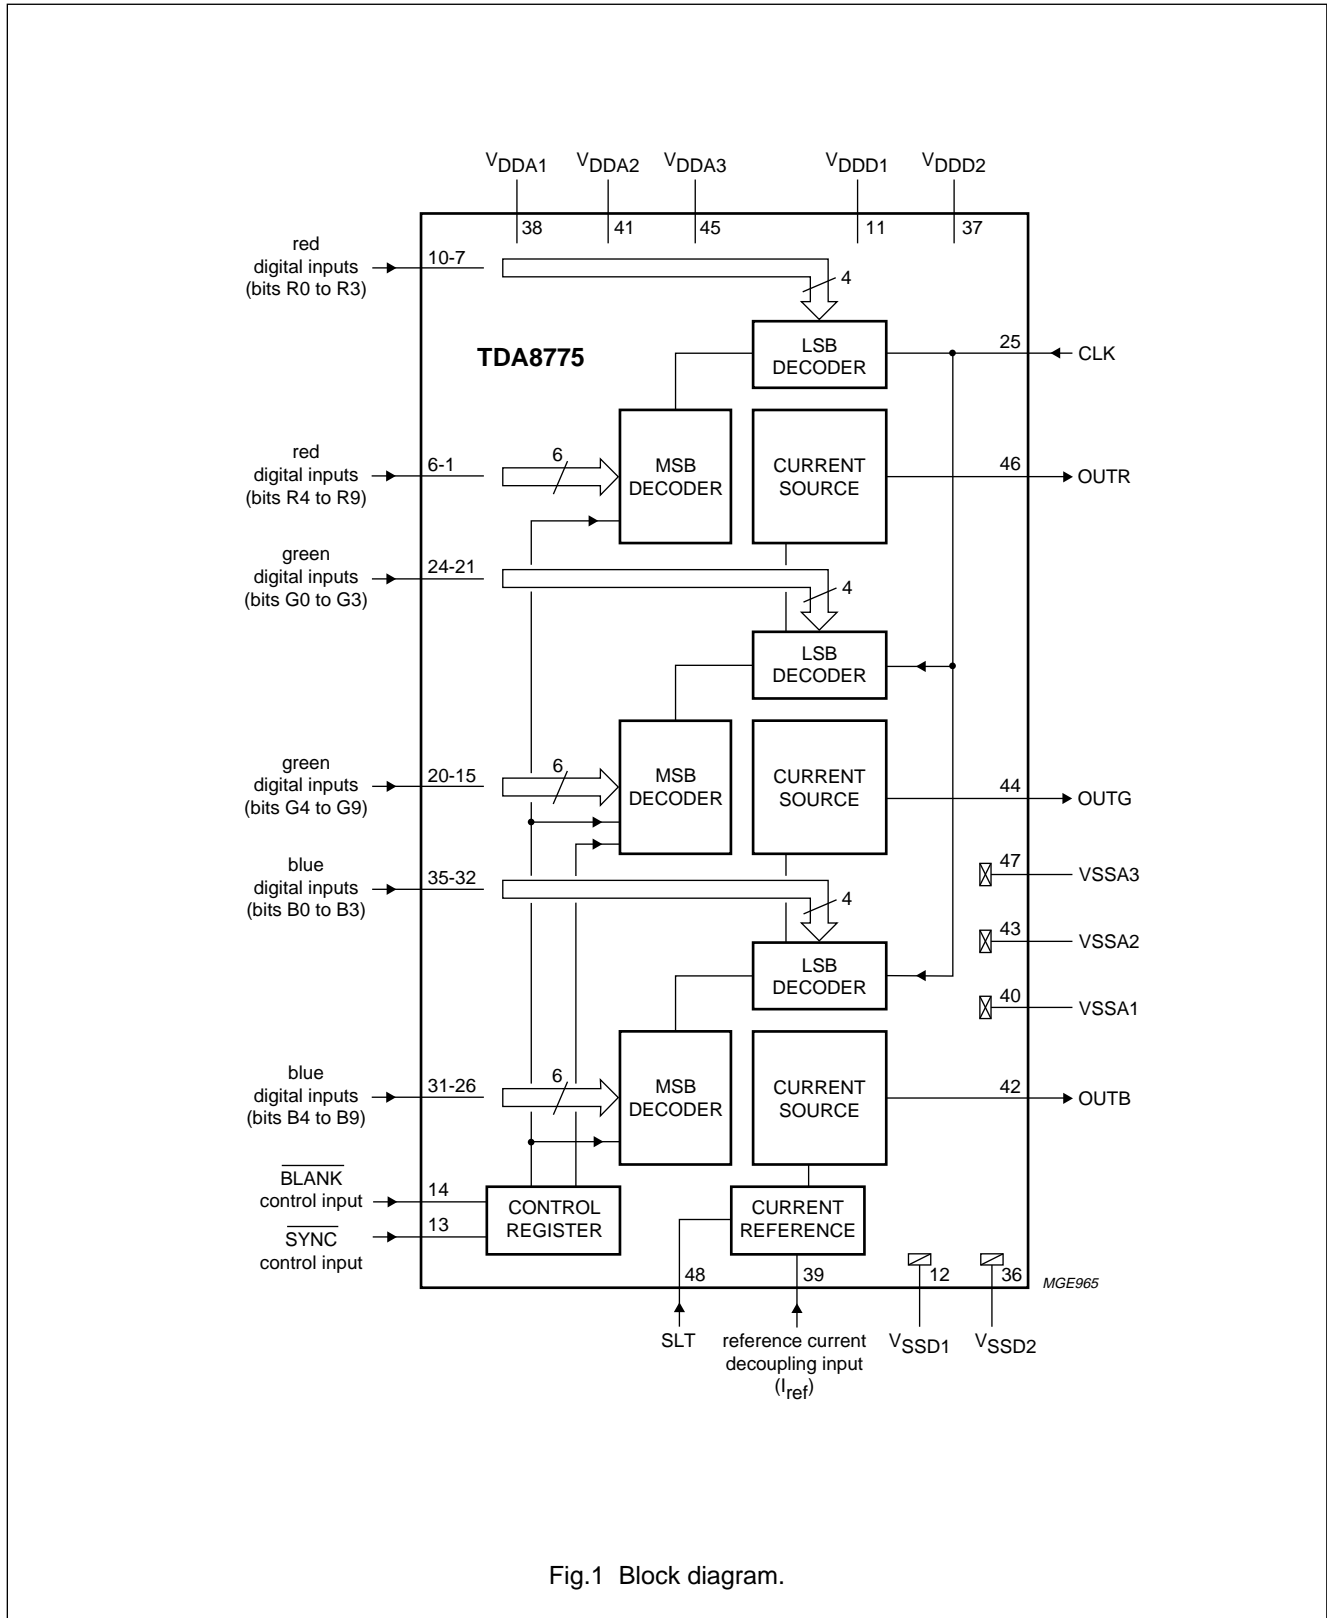 VDDA1 VDDA2 VDDA3 VDDD1 VDDD2
38 41 45 11 37
red
digital inputs
(bits R0 to R3)
10-7
4
TDA8775
LSB
DECODER
25
CLK
red
digital inputs
(bits R4 to R9)
6-1
6
MSB
DECODER
CURRENT
SOURCE
46
OUTR
green
digital inputs
(bits G0 to G3)
24-21
4
LSB
DECODER
green
digital inputs
(bits G4 to G9)
20-15
6
MSB
DECODER
CURRENT
SOURCE
44
OUTG
47
VSSA3
blue
digital inputs
(bits B0 to B3)
35-32
4
43
VSSA2
LSB
DECODER
40
VSSA1
blue
digital inputs
(bits B4 to B9)
31-26
6
MSB
DECODER
CURRENT
SOURCE
42
OUTB
BLANK
control input
14
SYNC
control input
13
CONTROL
REGISTER
CURRENT
REFERENCE
48 39 12 36
MGE965
SLT
reference current
decoupling input
(Iref)
VSSD1 VSSD2
Fig.1 Block diagram.